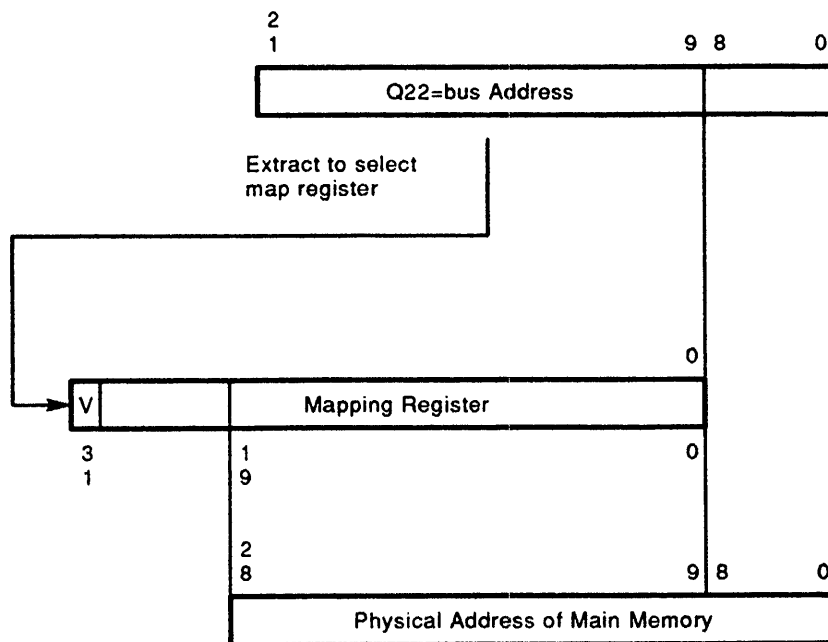 2
1 9 8 0
Q22=bus Address
Extract to select
map register
0
V Mapping Register
3 1 0
1 9
2
8 9 8 0
Physical Address of Main Memory